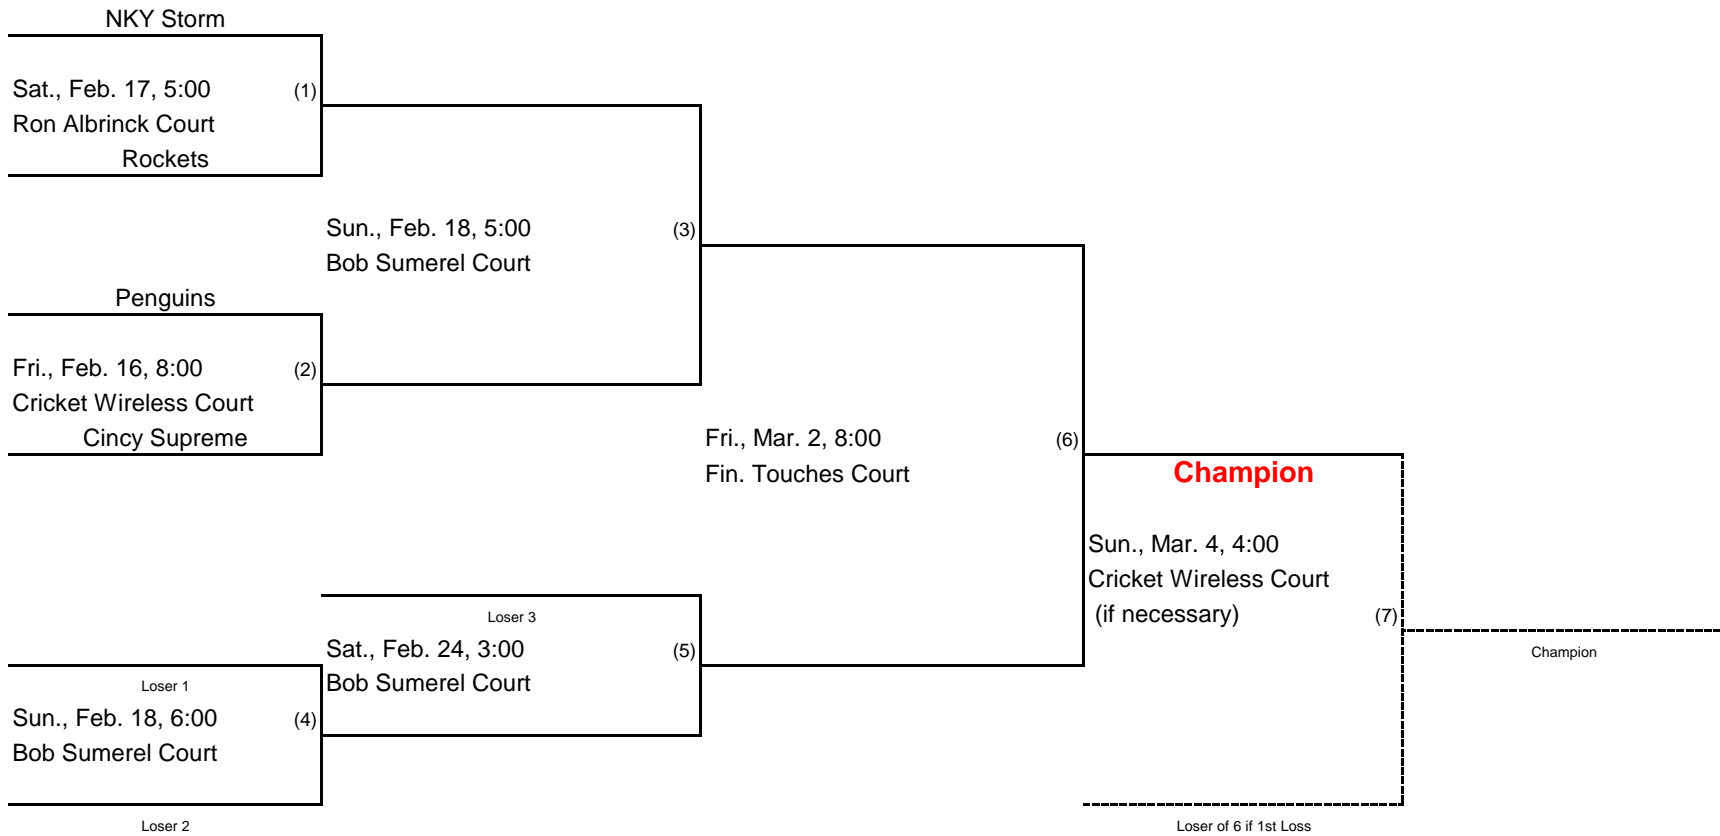 NKY Storm
Sat., Feb. 17, 5:00 (1)
Ron Albrinck Court
Rockets
Sun., Feb. 18, 5:00 (3)
Bob Sumerel Court
Penguins
Fri., Feb. 16, 8:00 (2)
Cricket Wireless Court
Cincy Supreme
Fri., Mar. 2, 8:00 (6)
Fin. Touches Court
Champion
Sun., Mar. 4, 4:00
Cricket Wireless Court
(if necessary) (7)
Champion
Loser 3
Sat., Feb. 24, 3:00 (5)
Bob Sumerel Court
Loser 1
Sun., Feb. 18, 6:00 (4)
Bob Sumerel Court
Loser 2
Loser of 6 if 1st Loss